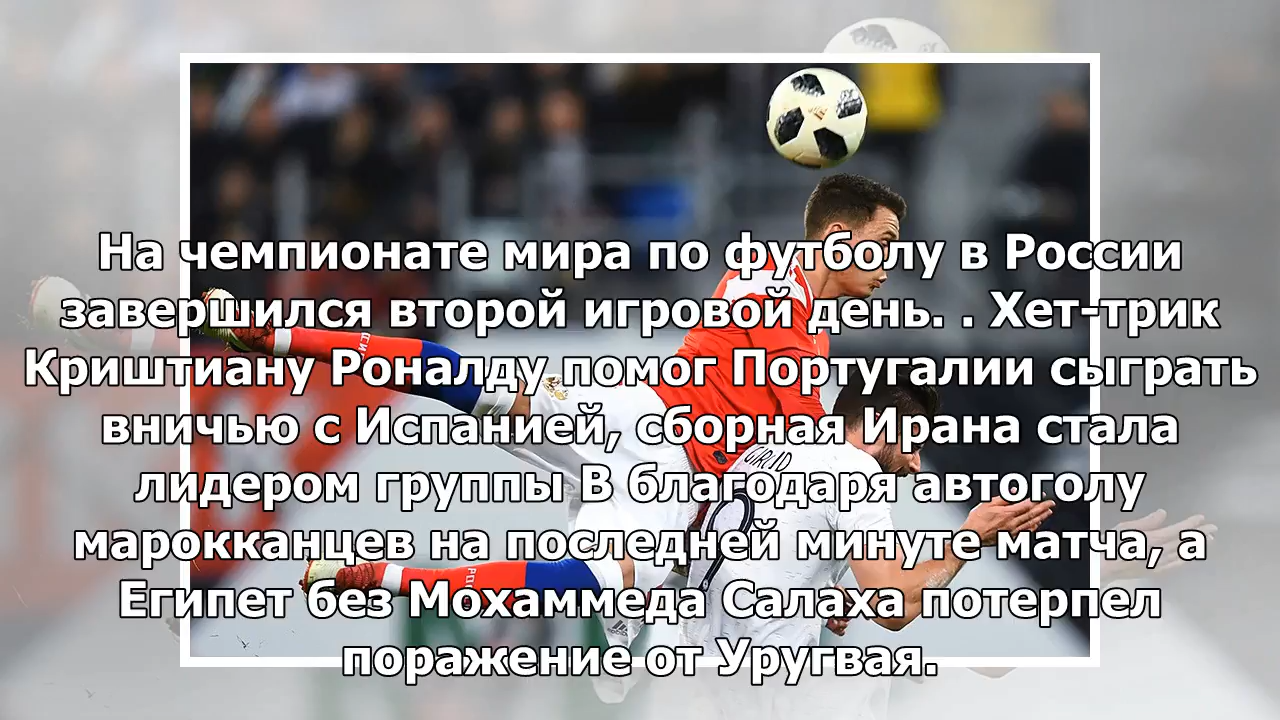 На чемпионате мира по футболу в России
завершился второй игровой день. . Хет-трик
Криштиану Роналду помог Португалии сыграть
вничью с Испанией, сборная Ирана стала
лидером группы B благодаря автоголу
марокканцев на последней минуте матча, а
Египет без Мохаммеда Салаха потерпел
поражение от Уругвая.